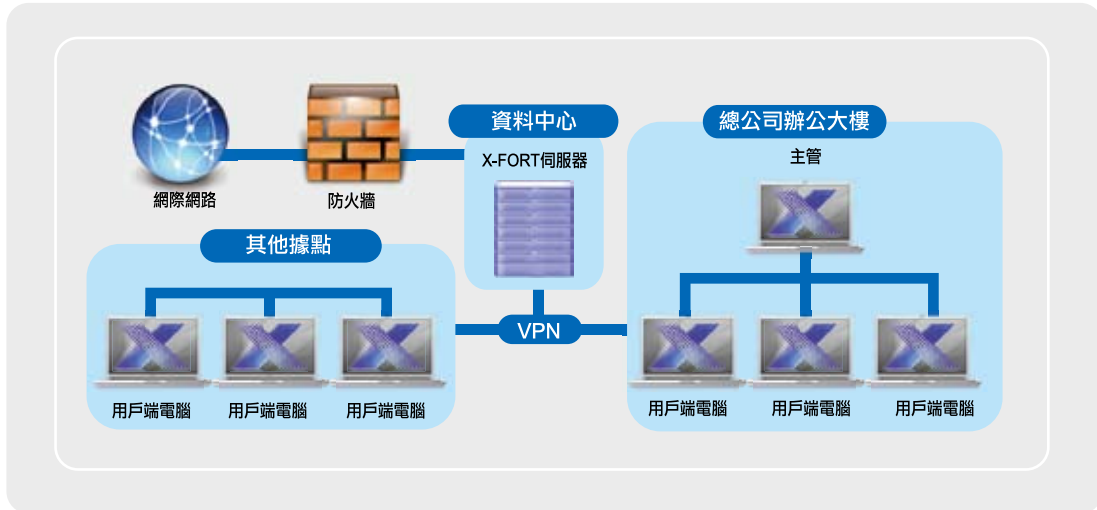 網際網路
防火牆
資料中心
X-FORT伺服器
總公司辦公大樓
主管
其他據點
VPN
用戶端電腦
用戶端電腦
用戶端電腦
用戶端電腦
用戶端電腦
用戶端電腦